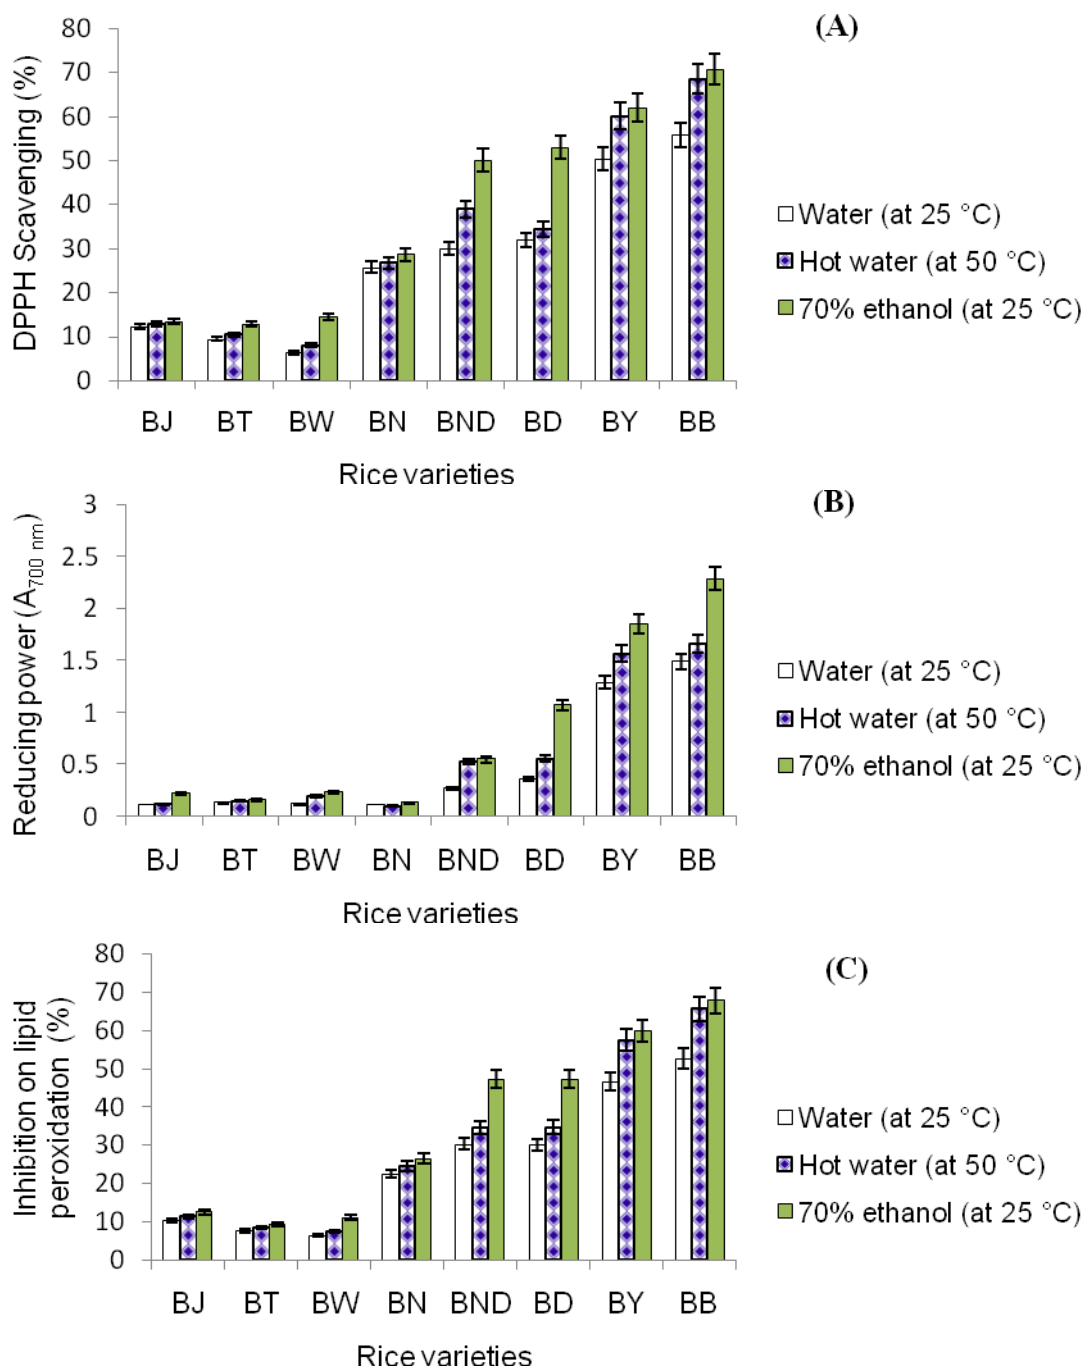 (A)
DPPH Scavenging (%)
80
70
60
50
40
30
20
10
0
BJ BT BW BN BND BD BY BB
Rice varieties
Water (at 25 °C)
Hot water (at 50 °C)
70% ethanol (at 25 °C)
(B)
Reducing power (A700 nm)
3
2.5
2
1.5
1
0.5
0
BJ BT BW BN BND BD BY BB
Rice varieties
Water (at 25 °C)
Hot water (at 50 °C)
70% ethanol (at 25 °C)
(C)
Inhibition on lipid
peroxidation (%)
80
70
60
50
40
30
20
10
0
BJ BT BW BN BND BD BY BB
Rice varieties
Water (at 25 °C)
Hot water (at 50 °C)
70% ethanol (at 25 °C)